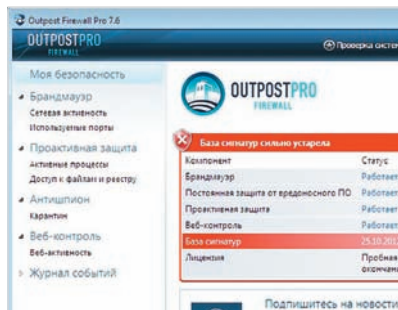 Outpost Firewall Pro 7.6
OUTPOSTPRO
FIREWALL
Проверка систем
Моя безопасность
Брандмауэр
Сетевая активность
Используемые порты
Проактивная защита
Активные процессы
Доступ к файлам и реестру
Антишпион
Карантин
Веб-контроль
Веб-активность
Журнал событий
OUTPOSTPRO
FIREWALL
База сигнатур сильно устарела
Компонент Статус
Брандмауэр Работает
Постоянная защита от вредоносного ПО Работает
Проактивная защита Работает
Веб-контроль Работает
База сигнатур 25.10.2012
Лицензия Пробная
окончани
Подпишитесь на новости